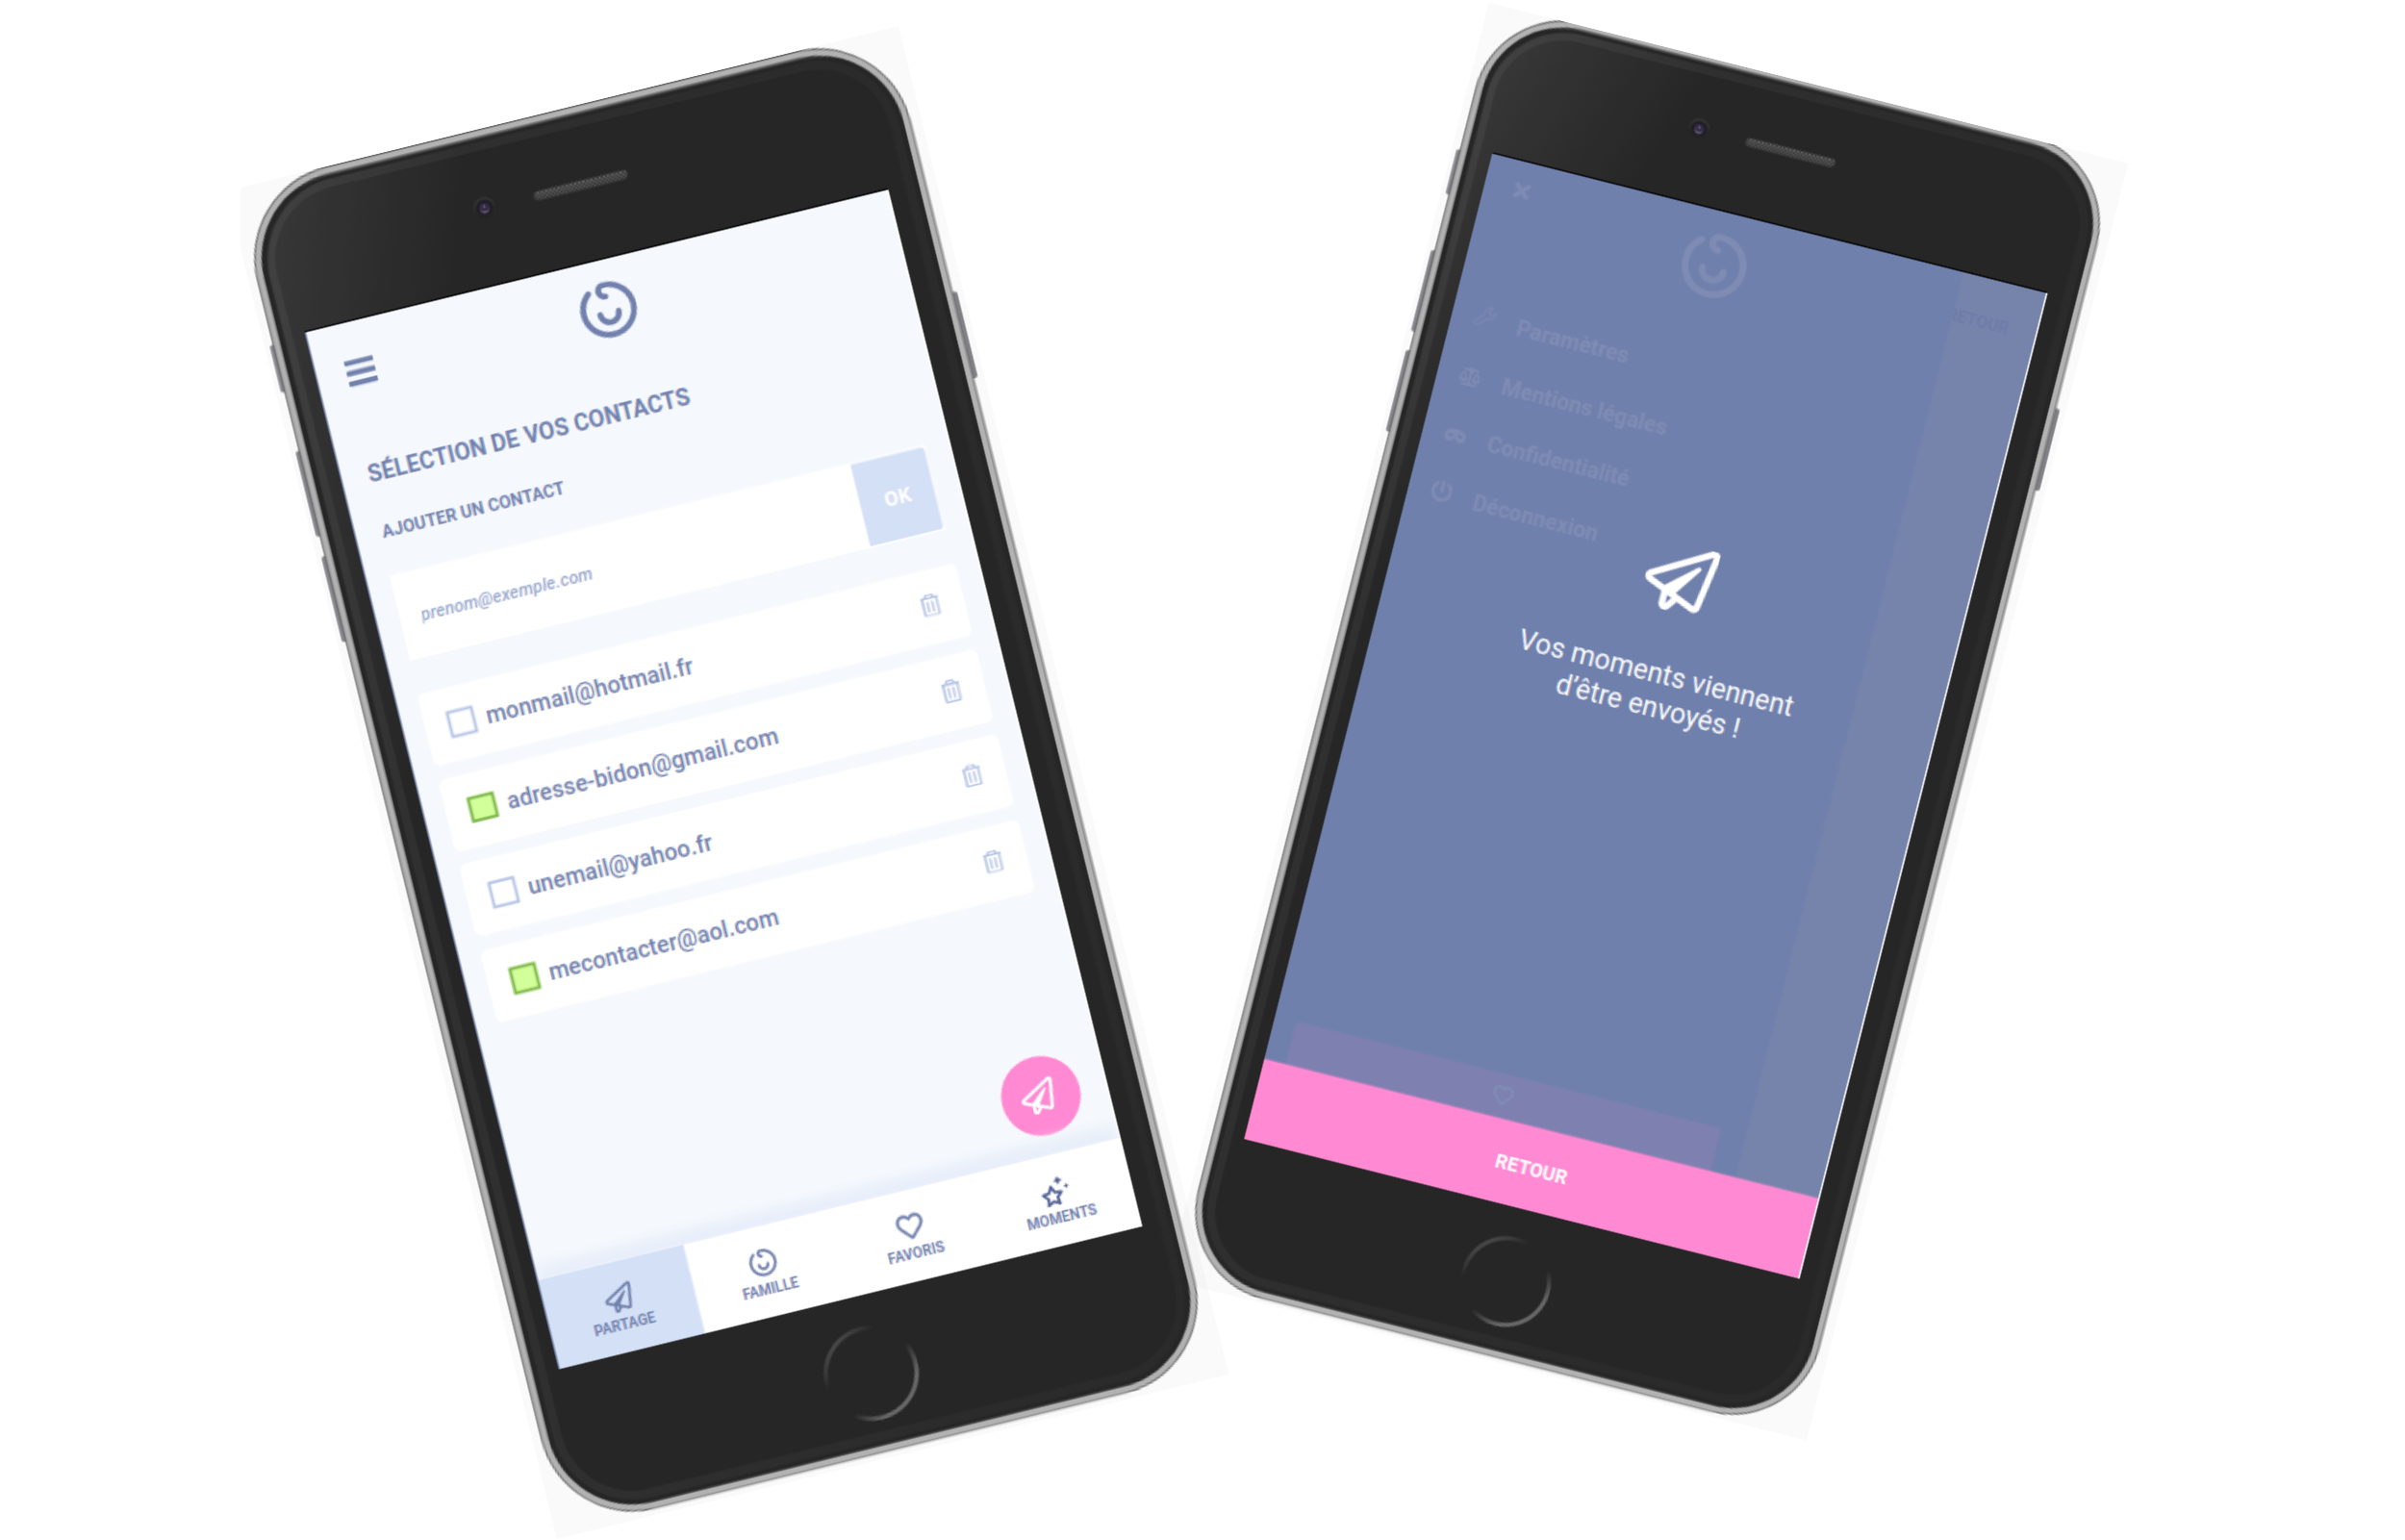 SÉLECTION DE VOS CONTACTS
AJOUTER UN CONTACT
prenom@exemple.com
OK
monmail@hotmail.fr
adresse-bidon@gmail.com
unemail@yahoo.fr
mecontacter@aol.com
PARTAGE
FAMILLE
FAVORIS
MOMENTS
RETOUR
Paramètres
Mentions légales
Confidentialité
Déconnexion
Vos moments viennent
d'être envoyés !
RETOUR